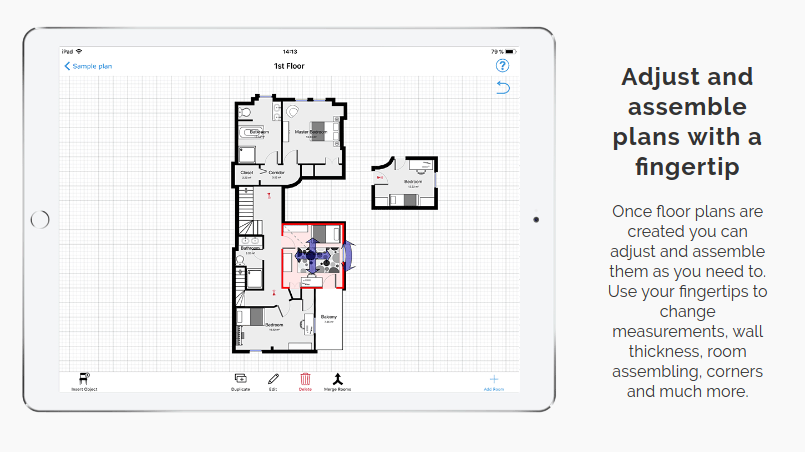 iPad
14:13
79 %
Sample plan
1st Floor
?
Adjust and
assemble
plans with a
fingertip
Once floor plans are
created you can
adjust and assemble
them as you need to.
Use your fingertips to
change
measurements, wall
thickness, room
assembling, corners
and much more.
Bathroom
Master Bedroom
Closet
Corridor
Bedroom
Bathroom
Bedroom
Balcony
Insert Object
Duplicate
Edit
Delete
Merge Rooms
Add Room